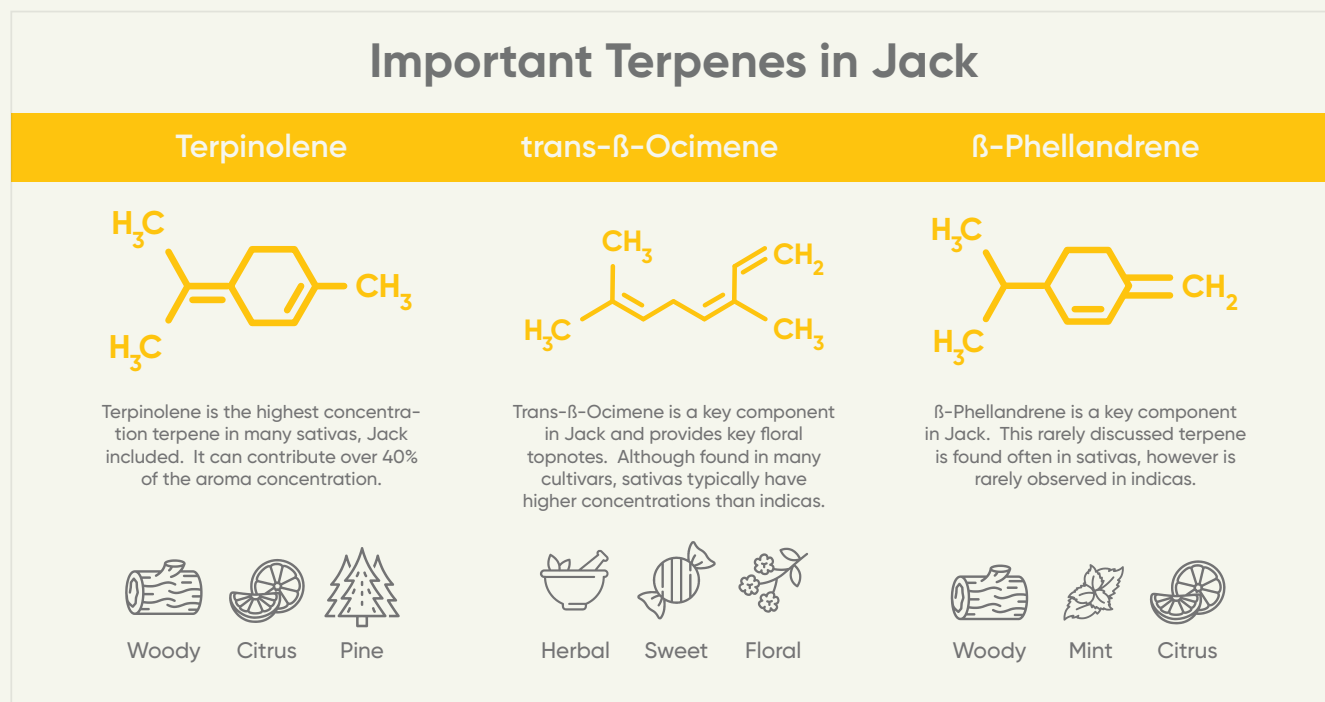 Important Terpenes in Jack
Terpinolene
trans-ß-Ocimene
ß-Phellandrene
H3C
CH3
H3C
CH3
CH2
H3C
CH3
H3C
CH2
H3C
Terpinolene is the highest concentra-
tion terpene in many sativas, Jack
included.  It can contribute over 40%
of the aroma concentration.
Trans-ß-Ocimene is a key component
in Jack and provides key floral
topnotes.  Although found in many
cultivars, sativas typically have
higher concentrations than indicas.
ß-Phellandrene is a key component
in Jack.  This rarely discussed terpene
is found often in sativas, however is
rarely observed in indicas.
Woody
Citrus
Pine
Herbal
Sweet
Floral
Woody
Mint
Citrus